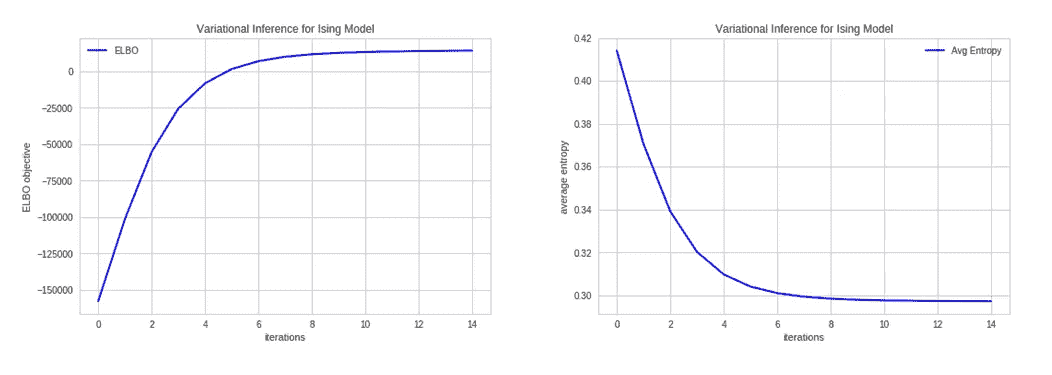 Variational Inference for Ising Model
ELBO
0
−25000
−50000
−75000
−100000
−125000
−150000
ELBO objective
0 2 4 6 8 10 12 14
iterations
Variational Inference for Ising Model
Avg Entropy
0.42
0.40
0.38
0.36
0.34
0.32
0.30
average entropy
0 2 4 6 8 10 12 14
iterations